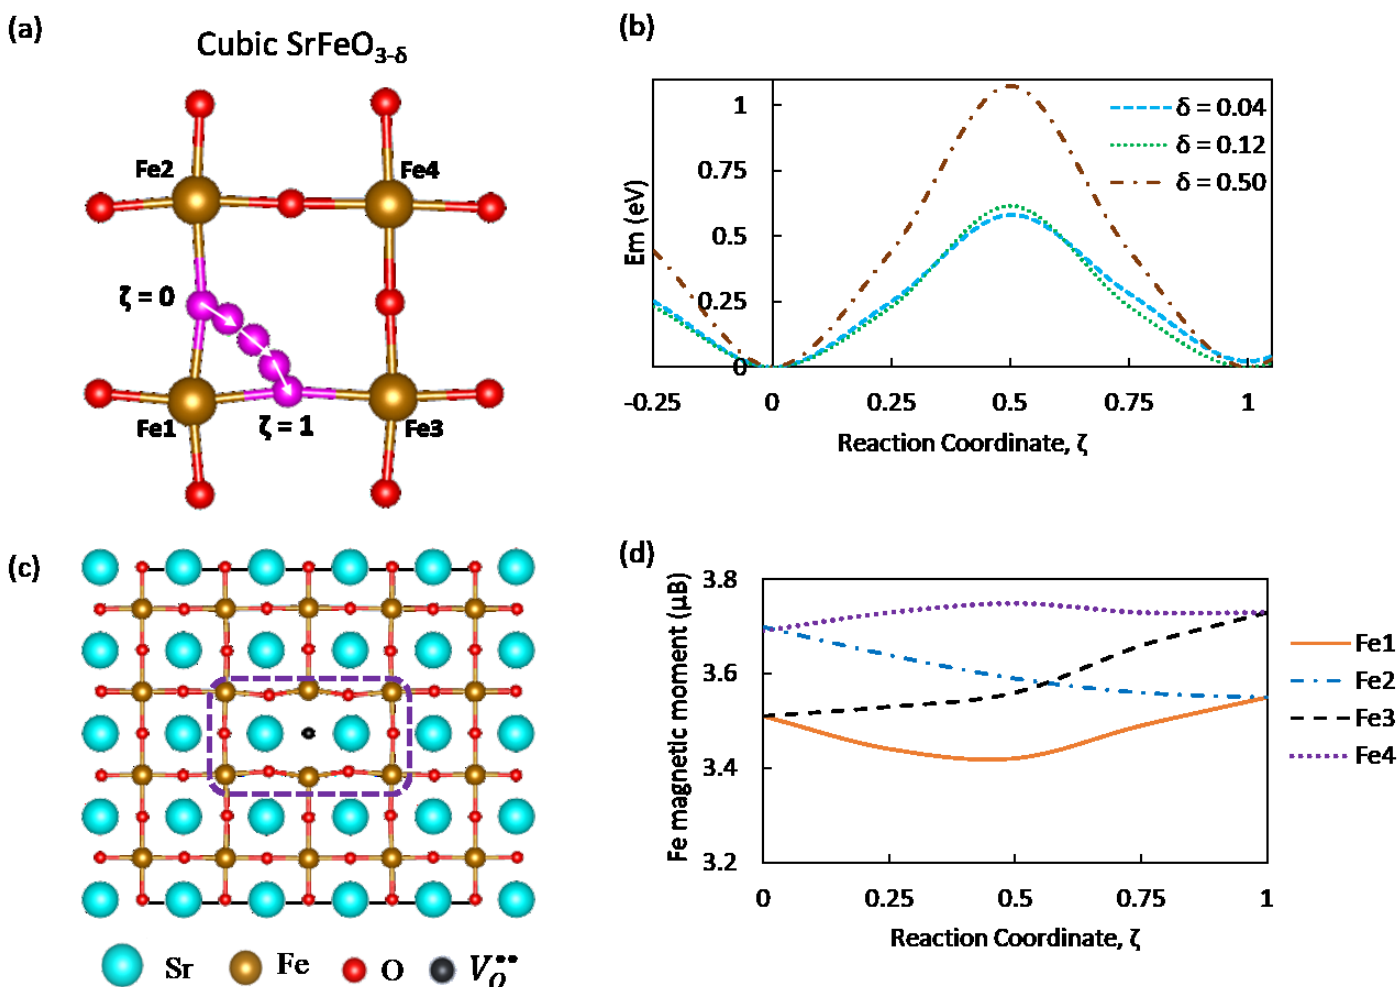 (a)
Cubic SrFeO3-δ
Fe2
Fe4
ζ = 0
Fe1
ζ = 1
Fe3
(b)
1
0.75
0.5
0.25
0
Em (eV)
δ = 0.04
δ = 0.12
δ = 0.50
-0.25 0 0.25 0.5 0.75 1
Reaction Coordinate, ζ
(c)
Sr Fe O V_O^••
(d)
3.8
3.6
3.4
3.2
Fe magnetic moment (μB)
Fe1
Fe2
Fe3
Fe4
0 0.25 0.5 0.75 1
Reaction Coordinate, ζ